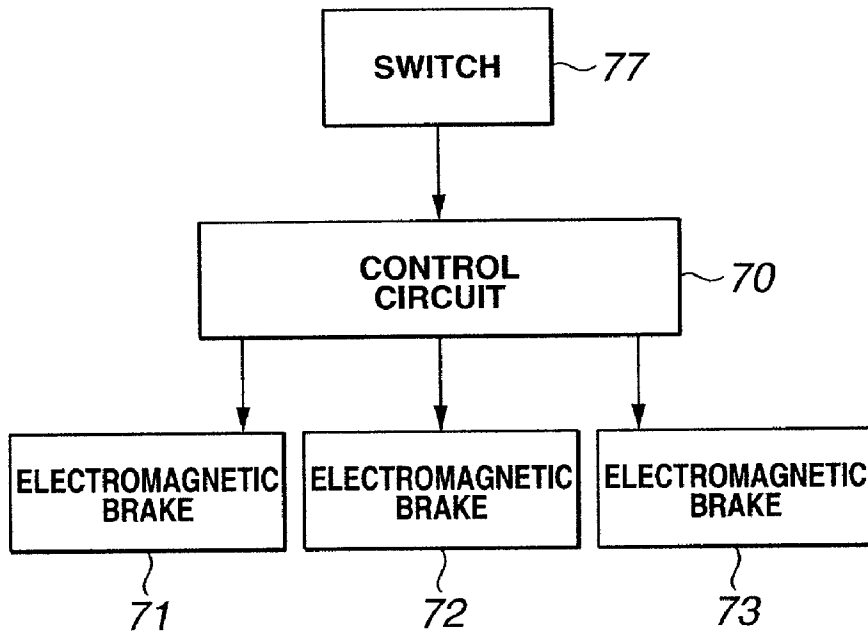 SWITCH
77
CONTROL
CIRCUIT
70
ELECTROMAGNETIC
BRAKE
ELECTROMAGNETIC
BRAKE
ELECTROMAGNETIC
BRAKE
71
72
73